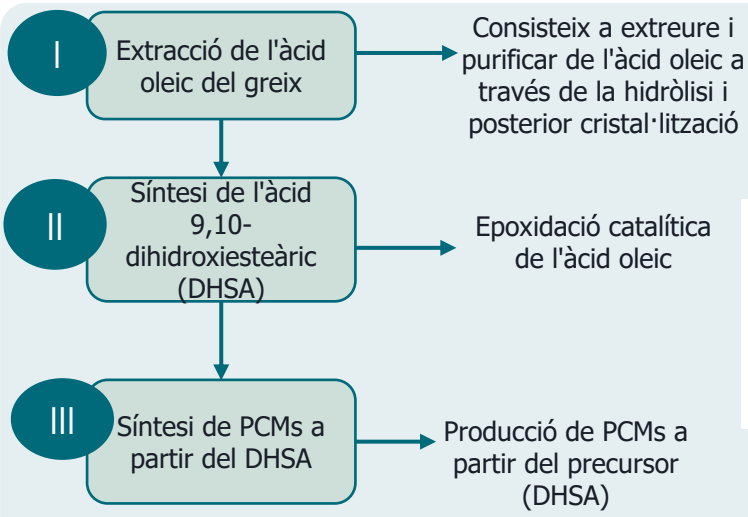 I
Extracció de l'àcid
oleic del greix
Consisteix a extreure i
purificar de l'àcid oleic a
través de la hidròlisi i
posterior cristal·lització
II
Síntesi de l'àcid
9,10-
dihidroxiesteàric
(DHSA)
Epoxidació catalítica
de l'àcid oleic
III
Síntesi de PCMs a
partir del DHSA
Producció de PCMs a
partir del precursor
(DHSA)